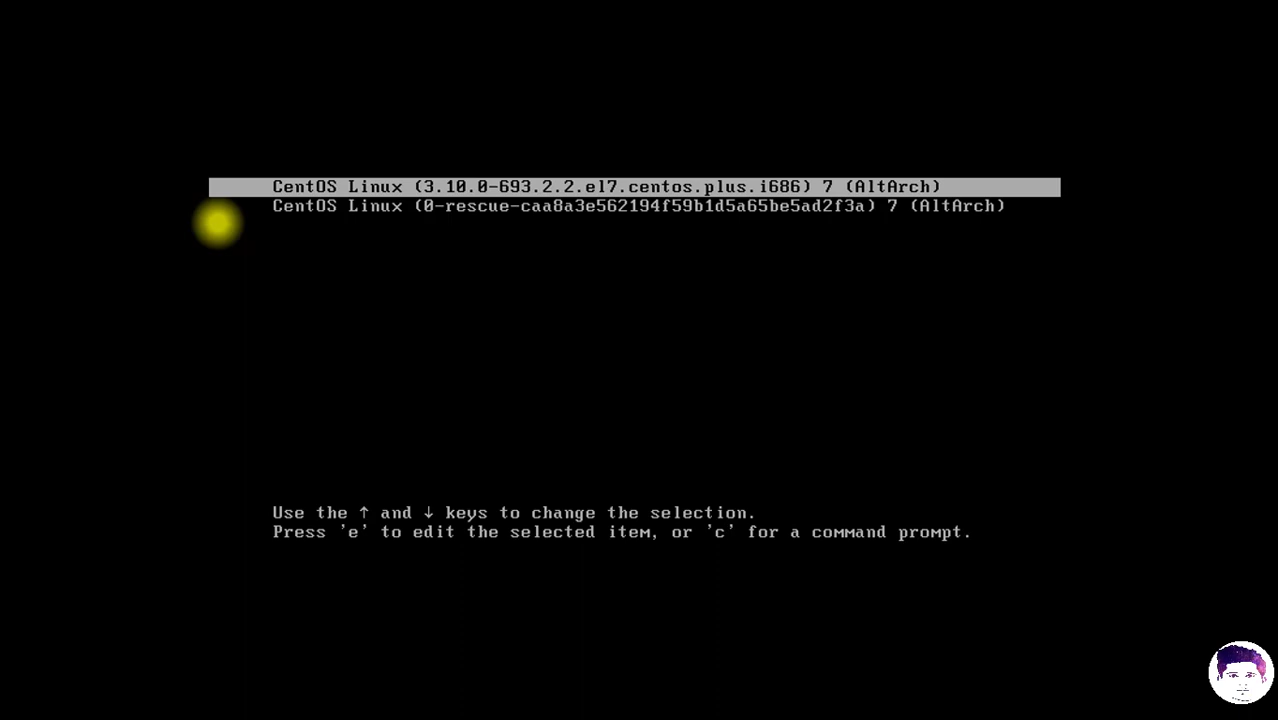 CentOS Linux (3.10.0-693.2.2.el7.centos.plus.i686) 7 (AltArch)
CentOS Linux (0-rescue-caa8a3e562194f59b1d5a65be5ad2f3a) 7 (AltArch)
Use the ↑ and ↓ keys to change the selection.
Press 'e' to edit the selected item, or 'c' for a command prompt.